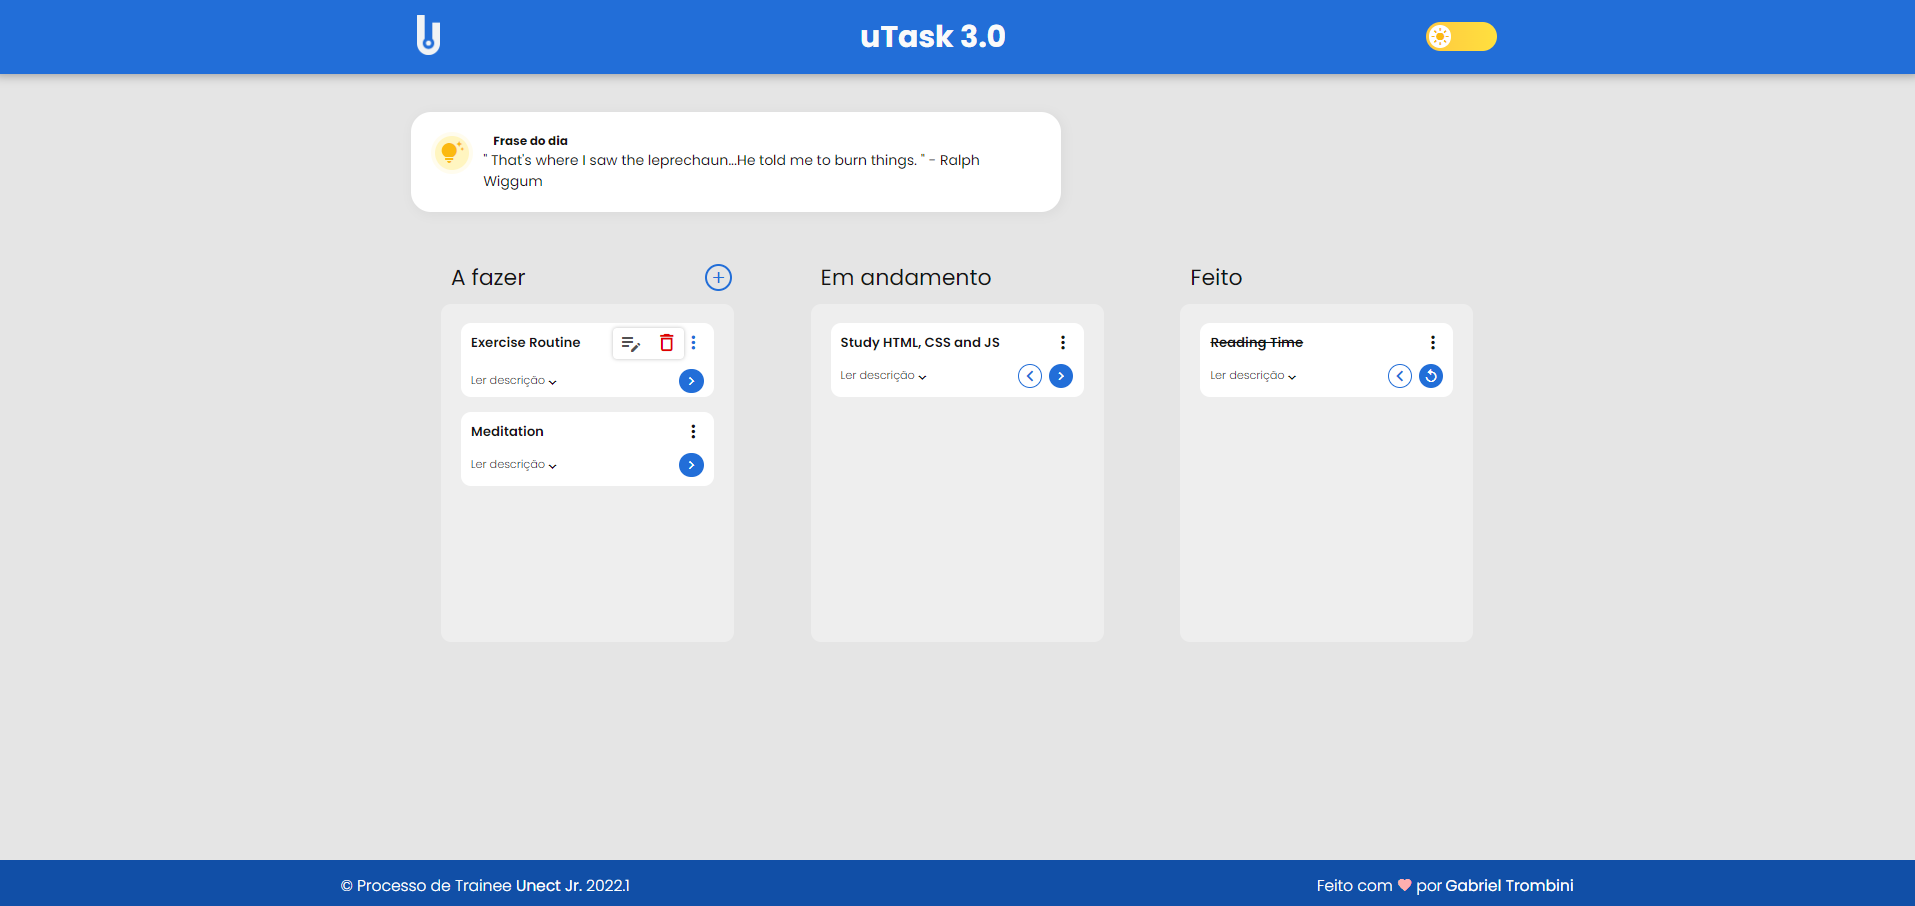 uTask 3.0
Frase do dia
" That's where I saw the leprechaun...He told me to burn things. " - Ralph
Wiggum
A fazer
Em andamento
Feito
Exercise Routine
Ler descrição
Meditation
Ler descrição
Study HTML, CSS and JS
Ler descrição
Reading Time
Ler descrição
© Processo de Trainee Unect Jr. 2022.1
Feito com ❤ por Gabriel Trombini